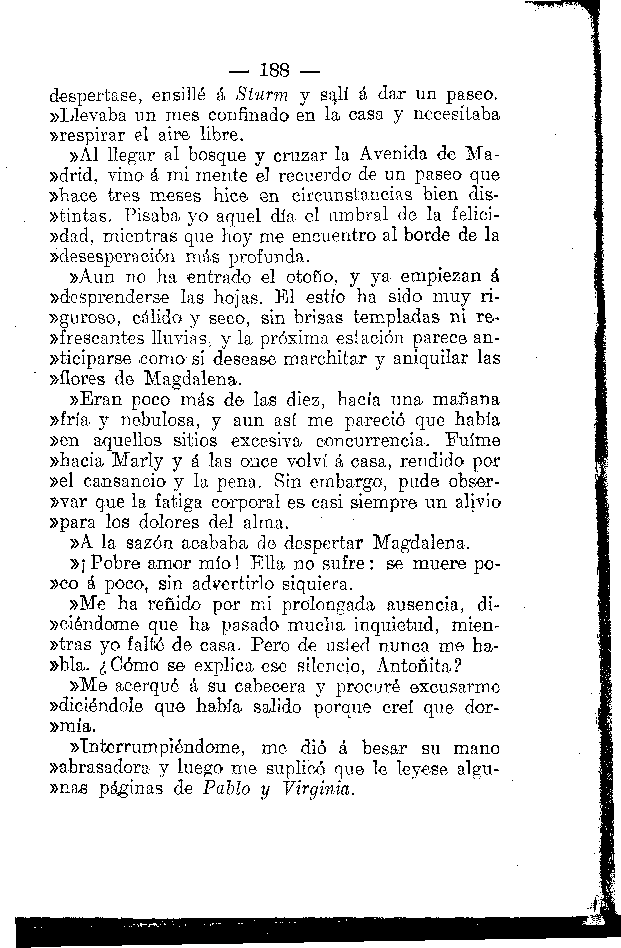 — 188 —
despertase, ensillé á Sturm y salí á dar un paseo.
»Llevaba un mes confinado en la casa y necesitaba
»respirar el aire libre.
»Al llegar al bosque y cruzar la Avenida de Ma-
»drid, vino á mi mente el recuerdo de un paseo que
»hace tres meses hice en circunstancias bien dis-
»tintas. Pisaba yo aquel día el umbral de la felici-
»dad, mientras que hoy me encuentro al borde de la
»desesperación más profunda.
»Aun no ha entrado el otoño, y ya empiezan á
»desprenderse las hojas. El estío ha sido muy ri-
»guroso, cálido y seco, sin brisas templadas ni re-
»frescantes lluvias, y la próxima estación parece an-
»ticiparse como si desease marchitar y aniquilar las
»flores de Magdalena.
»Eran poco más de las diez, hacía una mañana
»fría y nebulosa, y aun así me pareció que había
»en aquellos sitios excesiva concurrencia. Fuíme
»hacia Marly y á las once volví á casa, rendido por
»el cansancio y la pena. Sin embargo, pude obser-
»var que la fatiga corporal es casi siempre un alivio
»para los dolores del alma.
»A la sazón acababa de despertar Magdalena.
»¡Pobre amor mío! Ella no sufre: se muere po-
»co á poco, sin advertirlo siquiera.
»Me ha reñido por mi prolongada ausencia, di-
»ciéndome que ha pasado mucha inquietud, mien-
»tras yo falté de casa. Pero de usted nunca me ha-
»bla. ¿Cómo se explica ese silencio, Antoñita?
»Me acerqué á su cabecera y procuré excusarme
»diciéndole que había salido porque creí que dor-
»mía.
»Interrumpiéndome, me dió á besar su mano
»abrasadora y luego me suplicó que le leyese algu-
»nas páginas de Pablo y Virginia.